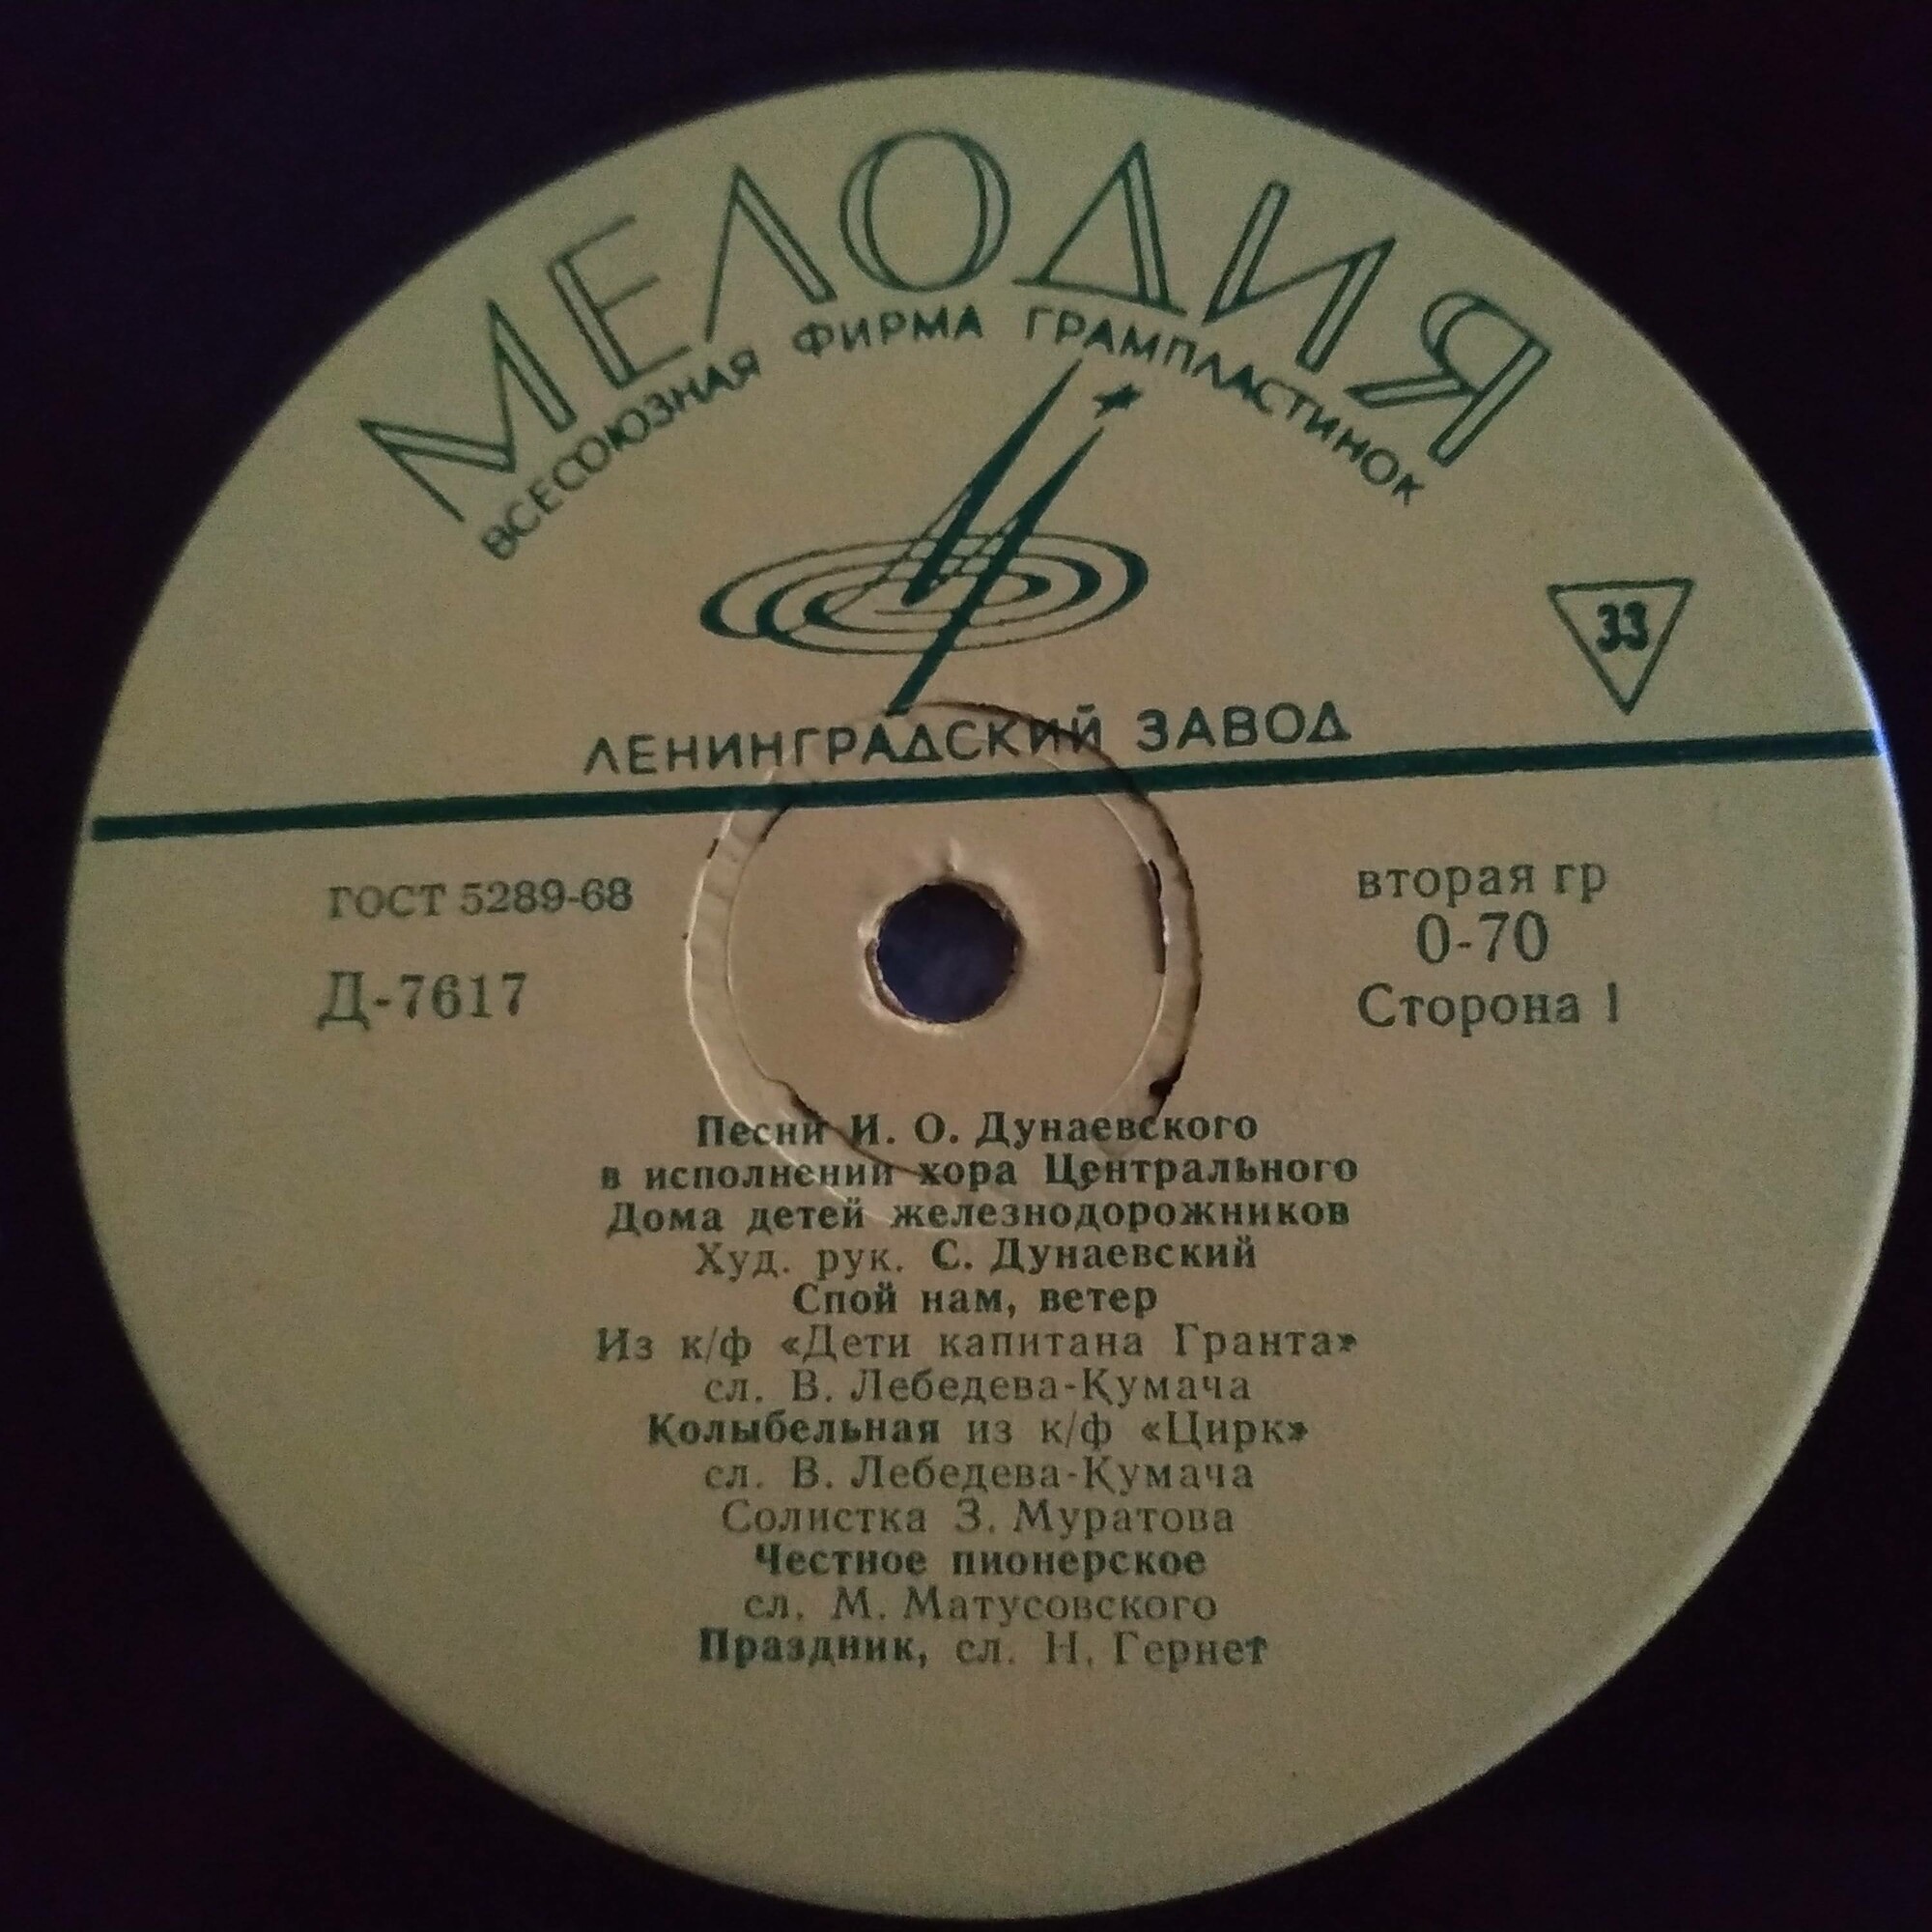 МЕЛОДИЯ
ВСЕСОЮЗНАЯ ФИРМА ГРАМПЛАСТИНОК
33
ЛЕНИНГРАДСКИЙ ЗАВОД
ГОСТ 5289-68
вторая гр
0-70
Д-7617
Сторона 1
Песни И. О. Дунаевского
в исполнении хора Центрального
Дома детей железнодорожников
Худ. рук. С. Дунаевский
Спой нам, ветер
Из к/ф «Дети капитана Гранта»
сл. В. Лебедева-Кумача
Колыбельная из к/ф «Цирк»
сл. В. Лебедева-Кумача
Солистка З. Муратова
Честное пионерское
сл. М. Матусовского
Праздник, сл. Н. Гернет